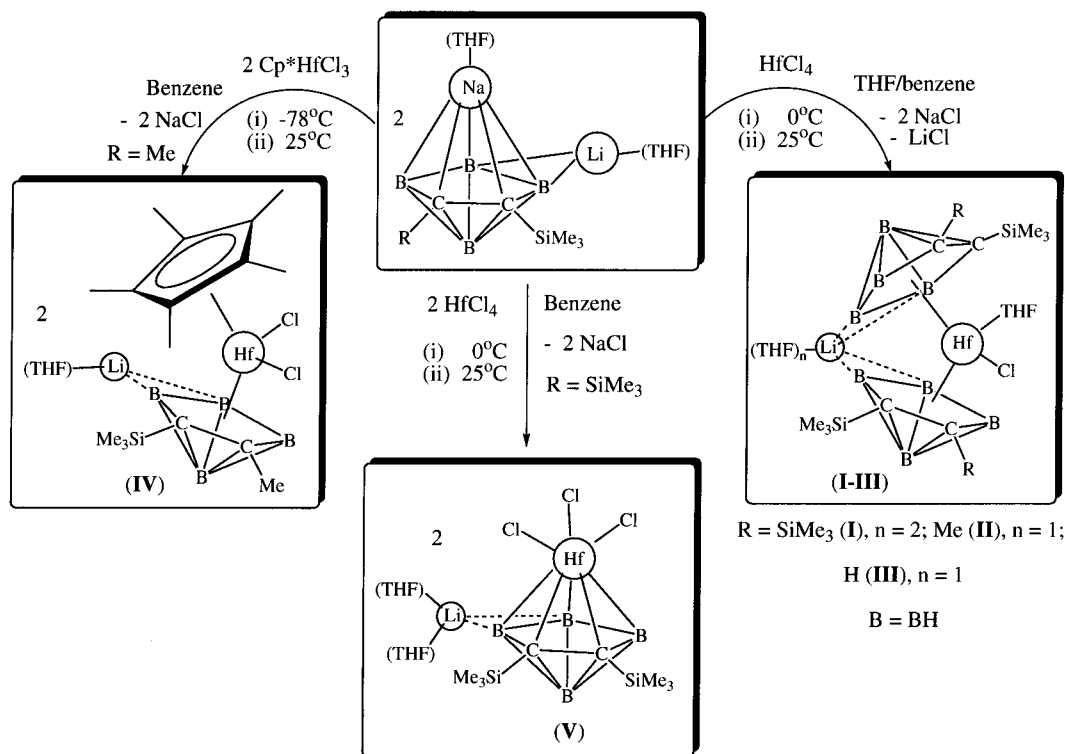 2 Cp*HfCl3
Benzene
- 2 NaCl
R = Me
(i) -78°C
(ii) 25°C
2
(THF)
Na
Li
(THF)
B
B
B
C
C
R
B
SiMe3
HfCl4
THF/benzene
(i) 0°C
(ii) 25°C
- 2 NaCl
- LiCl
2
Cl
Hf
Cl
(THF)
Li
B
B
C
Me3Si
C
B
B
Me
(IV)
2 HfCl4
(i) 0°C
(ii) 25°C
Benzene
- 2 NaCl
R = SiMe3
R
B
C
C
SiMe3
B
B
B
THF
(THF)n
Li
Hf
Cl
B
B
C
Me3Si
C
B
B
R
(I-III)
R = SiMe3 (I), n = 2; Me (II), n = 1;
H (III), n = 1
B = BH
2
Cl
Cl
Cl
Hf
(THF)
Li
(THF)
B
B
B
C
C
Me3Si
SiMe3
B
(V)